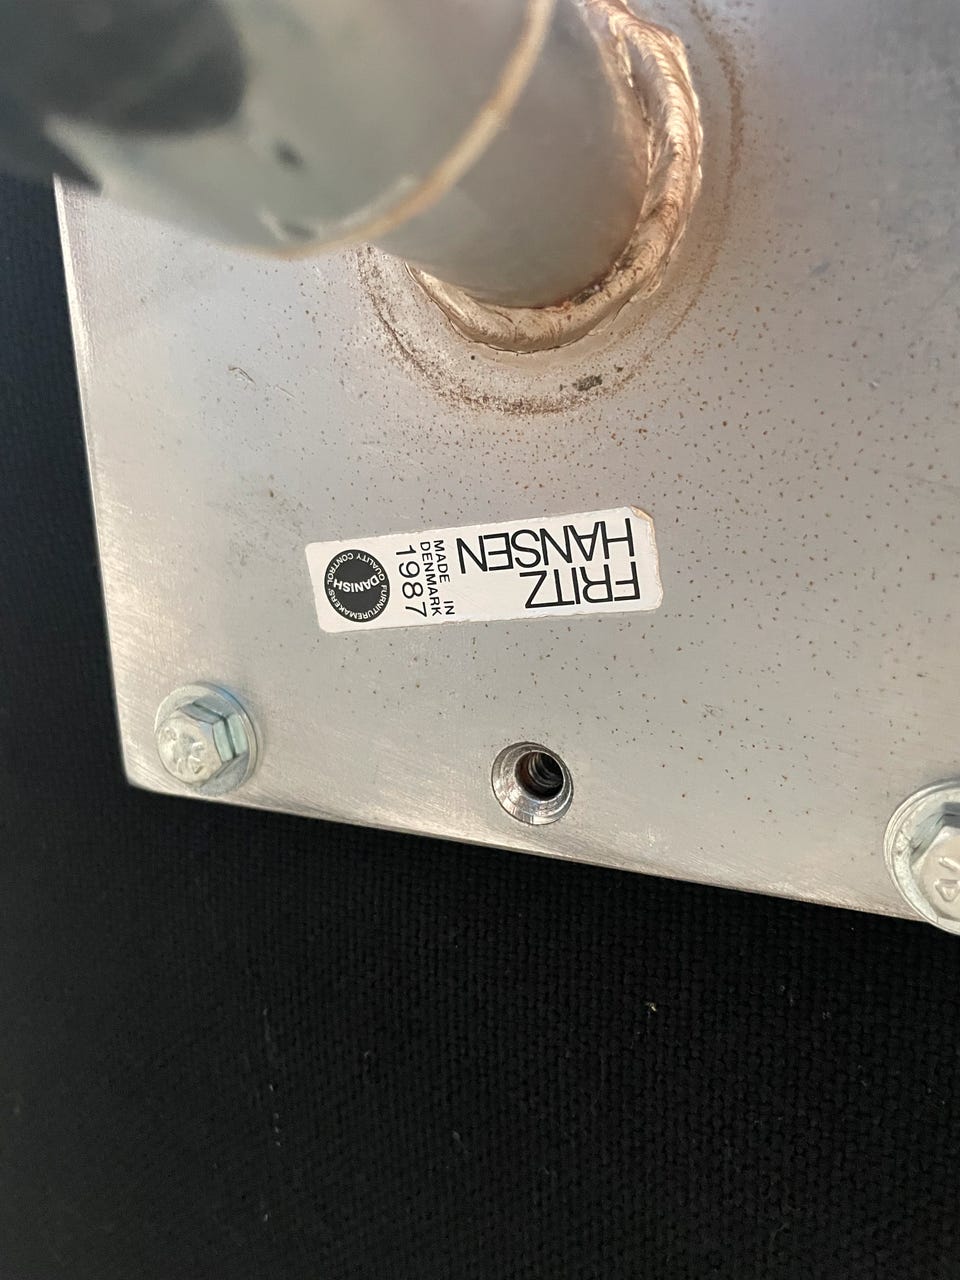 FRITZ
HANSEN
MADE IN
DENMARK
1987
DANISH
FURNITUREMAKERS' QUALITY CONTROL